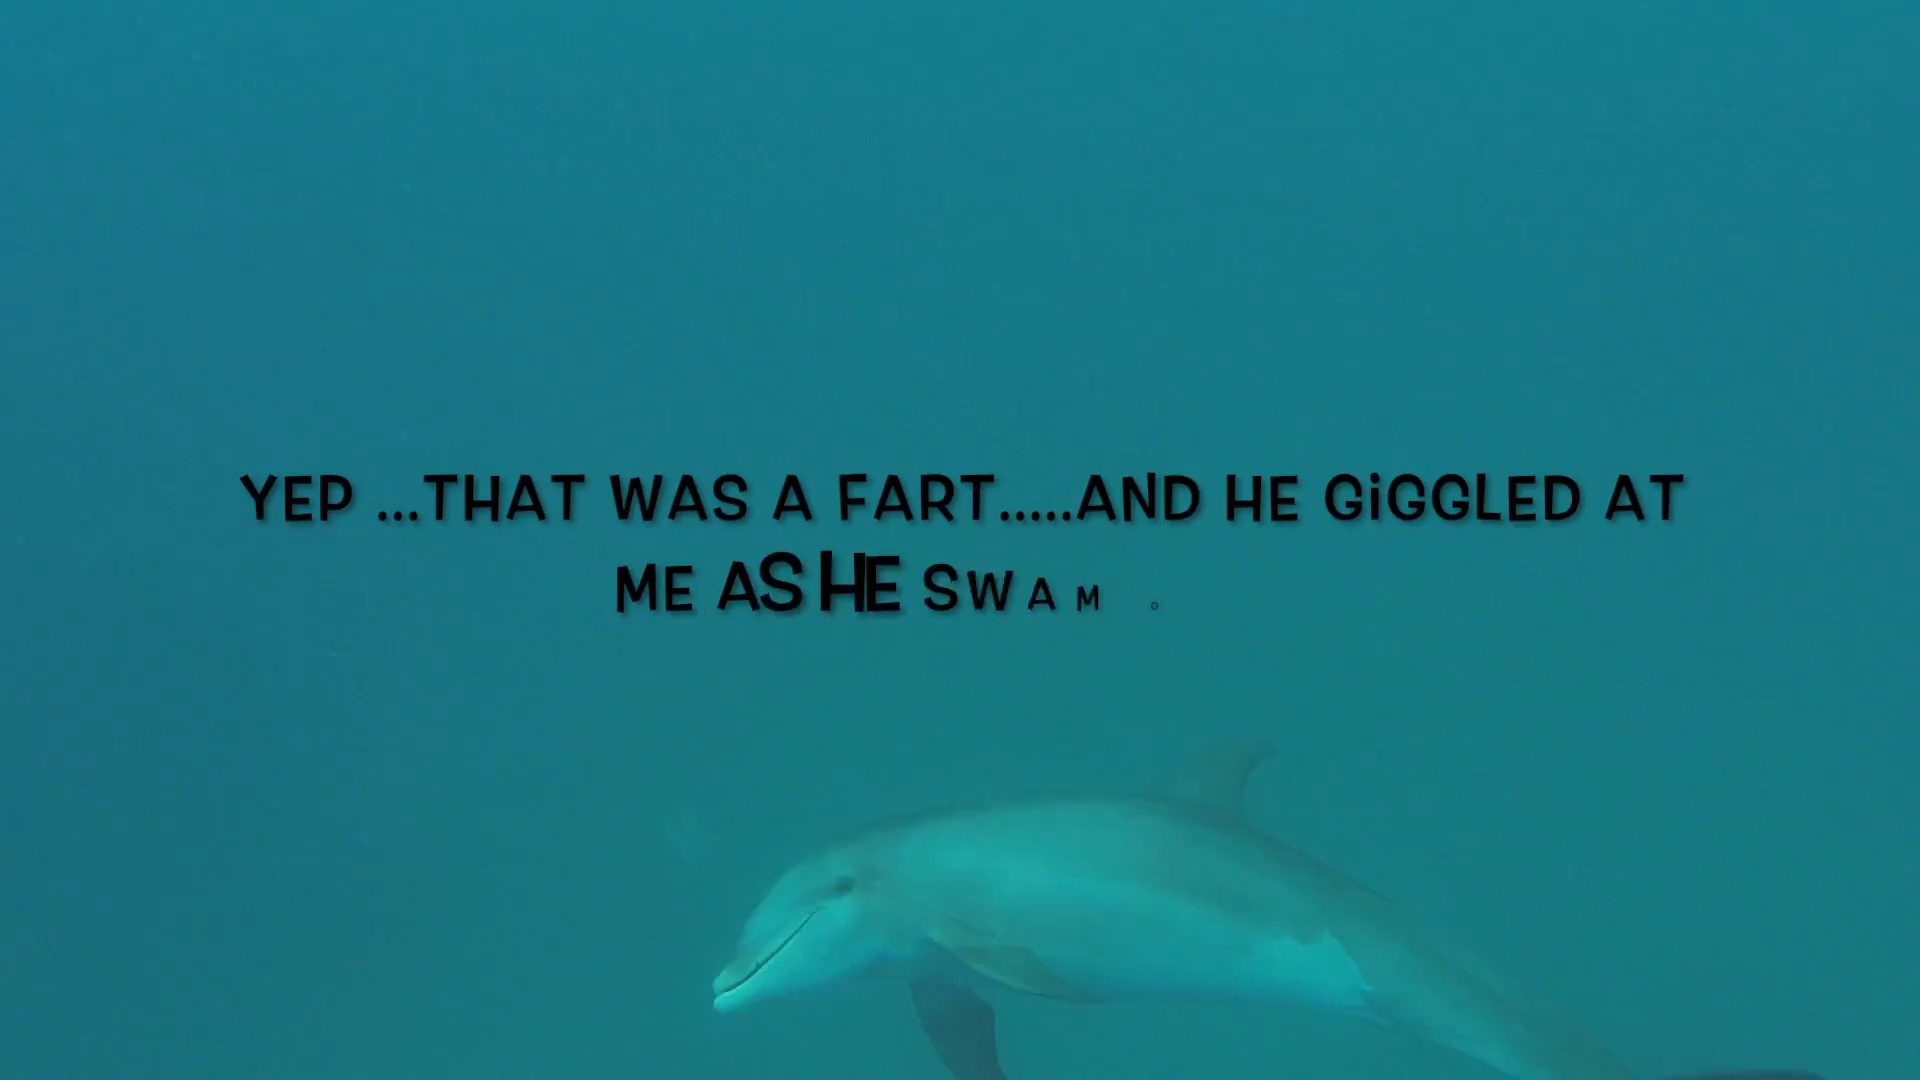 YEP ...THAT WAS A FART.....AND HE GiGGLED AT
ME AS HE SWAM